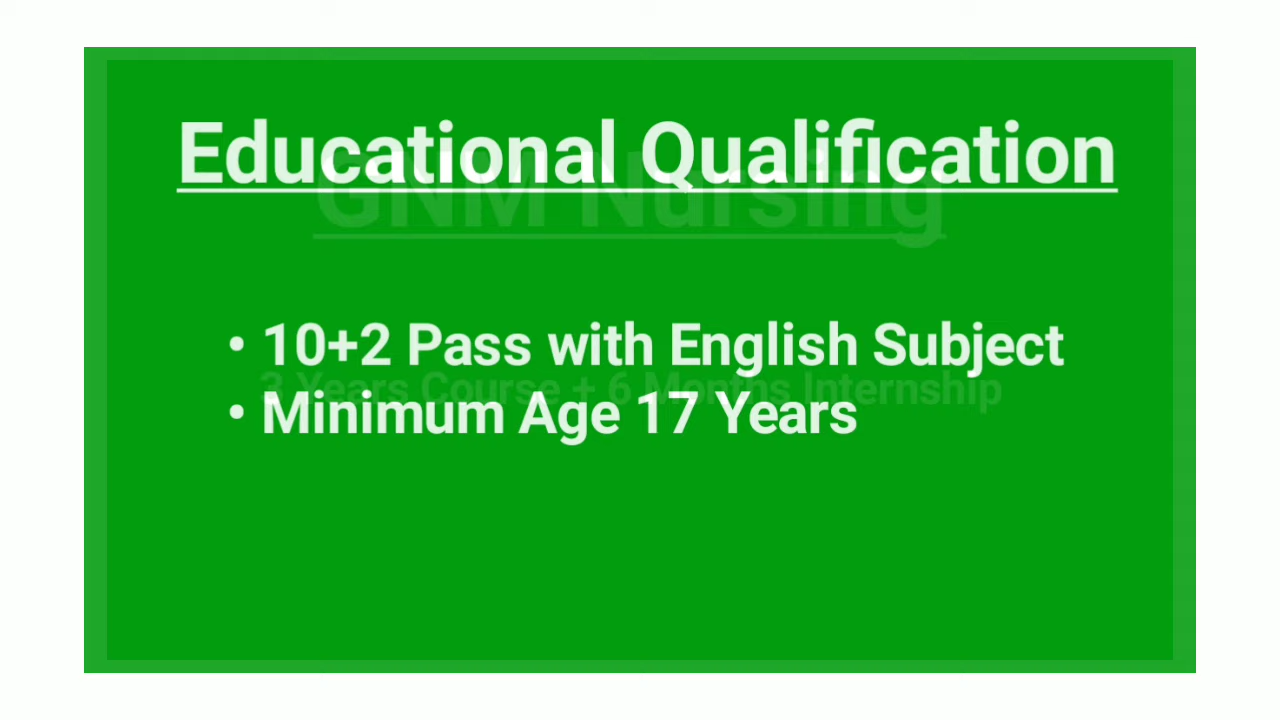 Educational Qualification
GNM Nursing
• 10+2 Pass with English Subject
3 Years Course + 6 Months Internship
• Minimum Age 17 Years